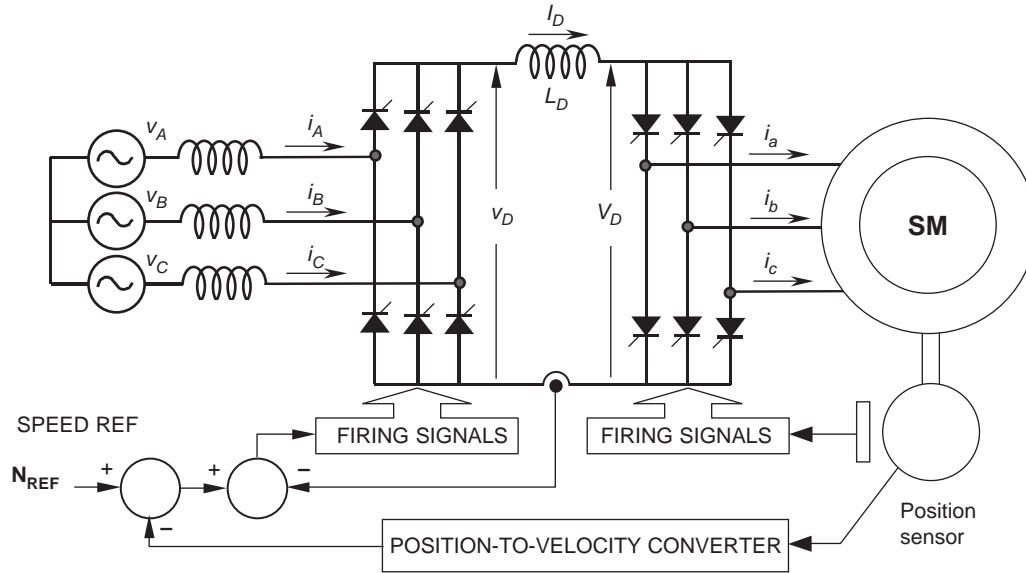 I_D
L_D
v_A
i_A
v_B
i_B
v_C
i_C
v_D
V_D
i_a
i_b
i_c
SM
FIRING SIGNALS
FIRING SIGNALS
SPEED REF
N_REF
+
−
+
−
POSITION-TO-VELOCITY CONVERTER
Position
sensor